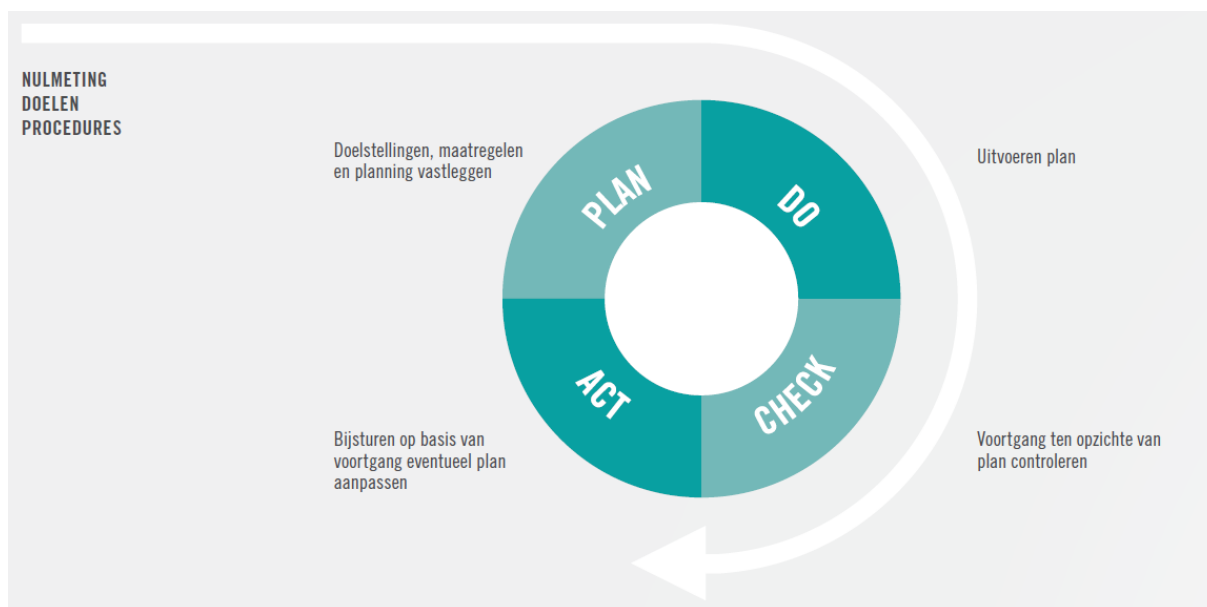 NULMETING
DOELEN
PROCEDURES
Doelstellingen, maatregelen
en planning vastleggen
PLAN
DO
Uitvoeren plan
ACT
CHECK
Bijsturen op basis van
voortgang eventueel plan
aanpassen
Voortgang ten opzichte van
plan controleren